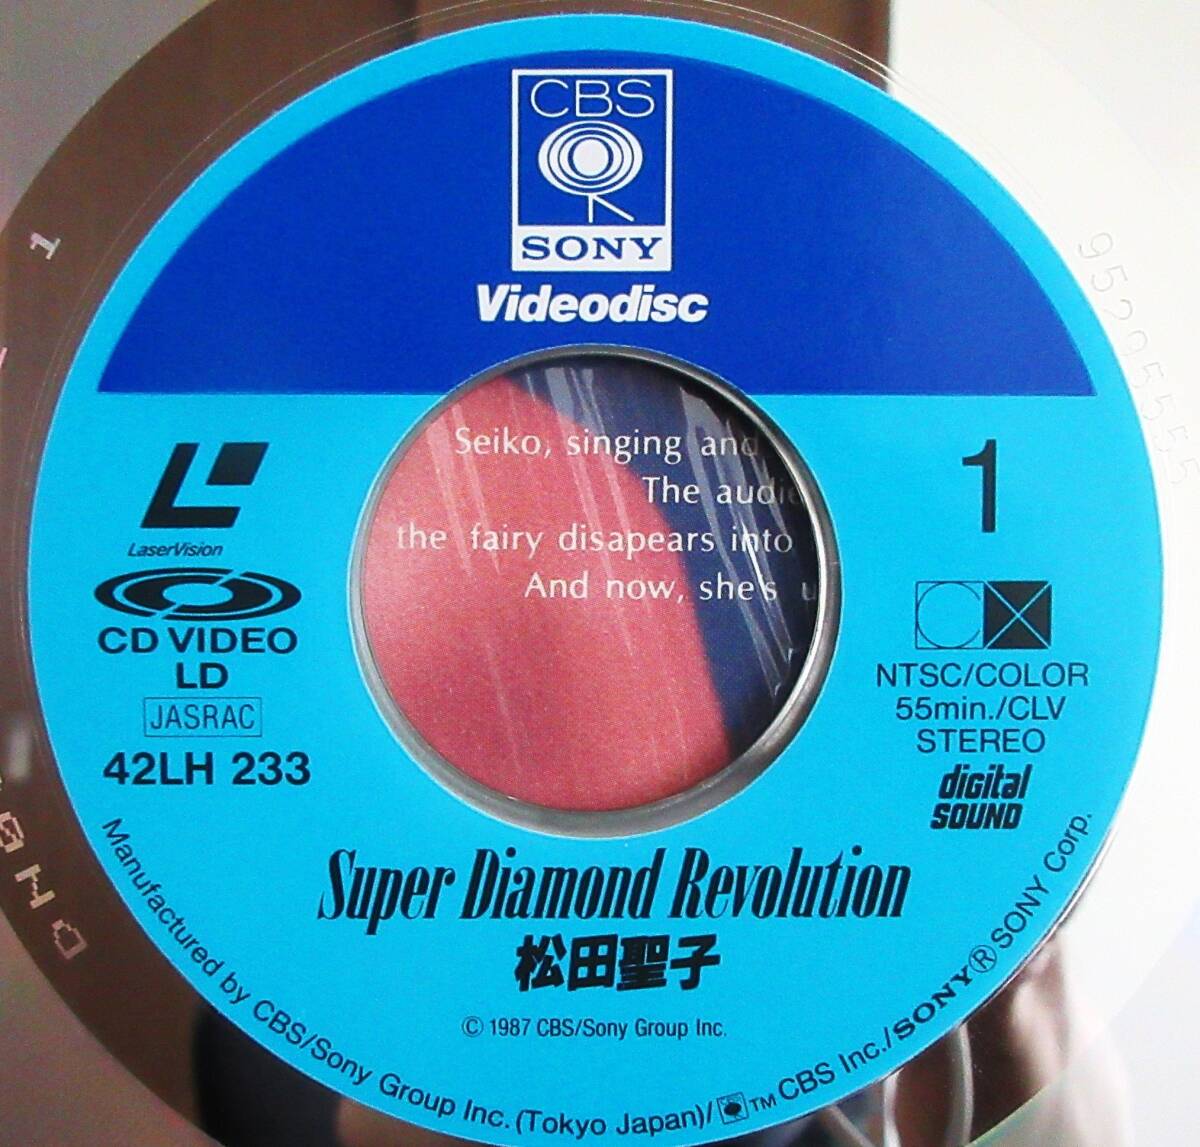 CBS
SONY
Videodisc
Seiko, singing and
The audie
the fairy disapears into
And now, she's u
LaserVision
CD VIDEO
LD
JASRAC
42LH 233
1
NTSC/COLOR
55min./CLV
STEREO
digital
SOUND
Super Diamond Revolution
松田聖子
© 1987 CBS/Sony Group Inc.
Manufactured by CBS/Sony Group Inc. (Tokyo Japan)/ TM CBS Inc./SONY® SONY Corp.
1